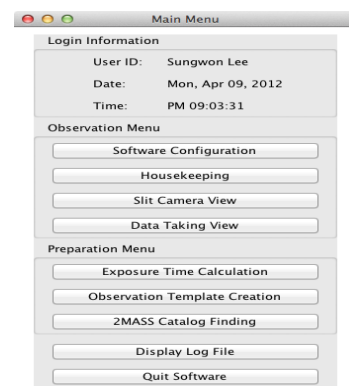 Main Menu
Login Information
User ID: Sungwon Lee
Date: Mon, Apr 09, 2012
Time: PM 09:03:31
Observation Menu
Software Configuration
Housekeeping
Slit Camera View
Data Taking View
Preparation Menu
Exposure Time Calculation
Observation Template Creation
2MASS Catalog Finding
Display Log File
Quit Software